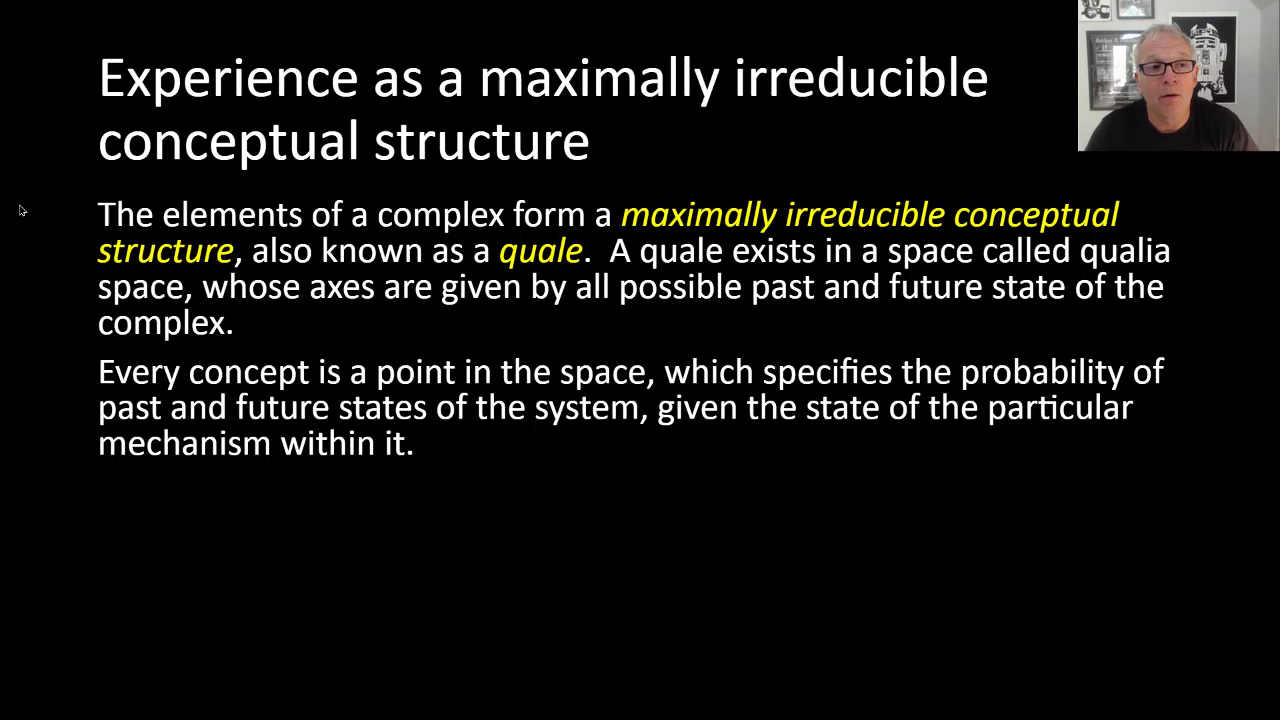 Experience as a maximally irreducible
conceptual structure
The elements of a complex form a maximally irreducible conceptual
structure, also known as a quale.  A quale exists in a space called qualia
space, whose axes are given by all possible past and future state of the
complex.
Every concept is a point in the space, which specifies the probability of
past and future states of the system, given the state of the particular
mechanism within it.